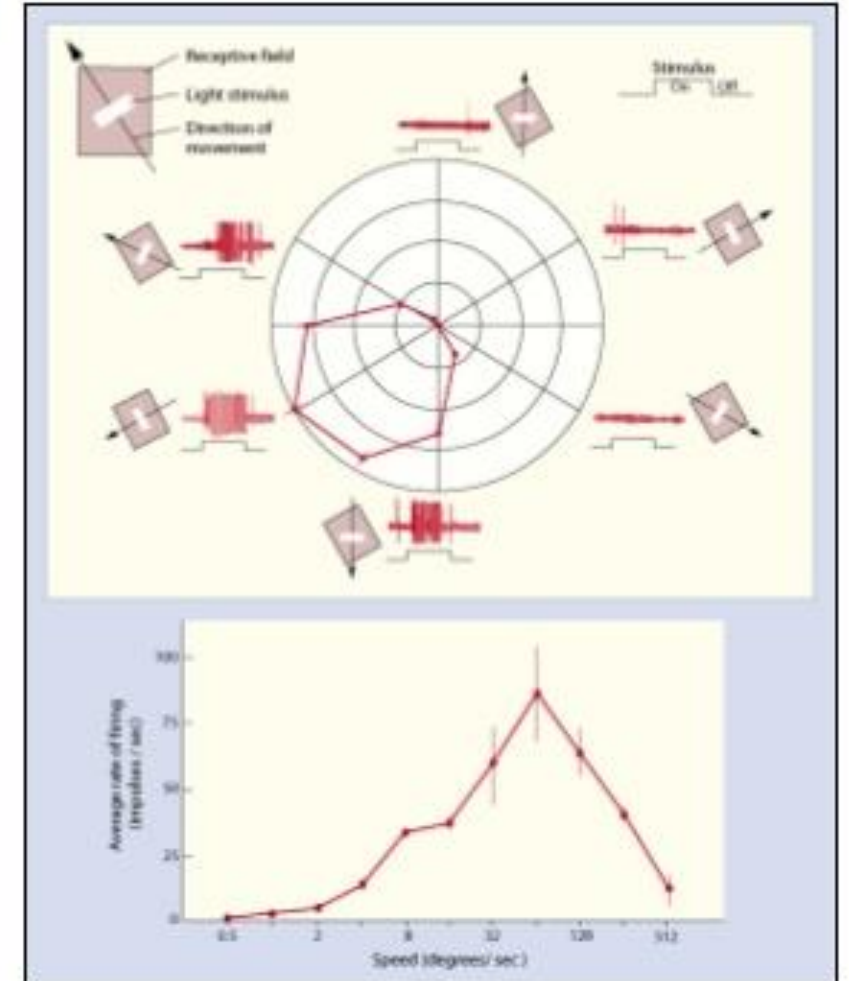 Receptive field
Light stimulus
Direction of
movement
Stimulus
On Off
Average rate of firing
(impulses / sec)
100
75
50
25
0
0.5 2 8 32 128 512
Speed (degrees/ sec)